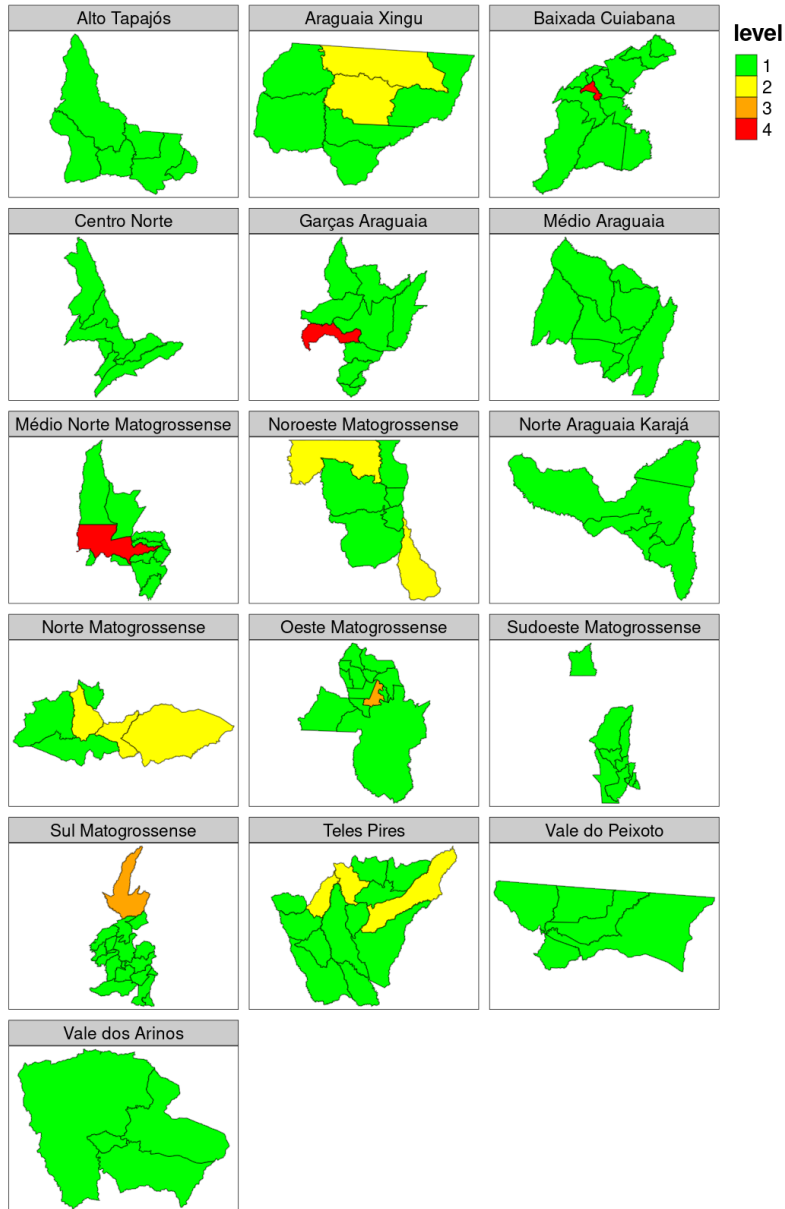 Alto Tapajós
Araguaia Xingu
Baixada Cuiabana
level
1
2
3
4
Centro Norte
Garças Araguaia
Médio Araguaia
Médio Norte Matogrossense
Noroeste Matogrossense
Norte Araguaia Karajá
Norte Matogrossense
Oeste Matogrossense
Sudoeste Matogrossense
Sul Matogrossense
Teles Pires
Vale do Peixoto
Vale dos Arinos